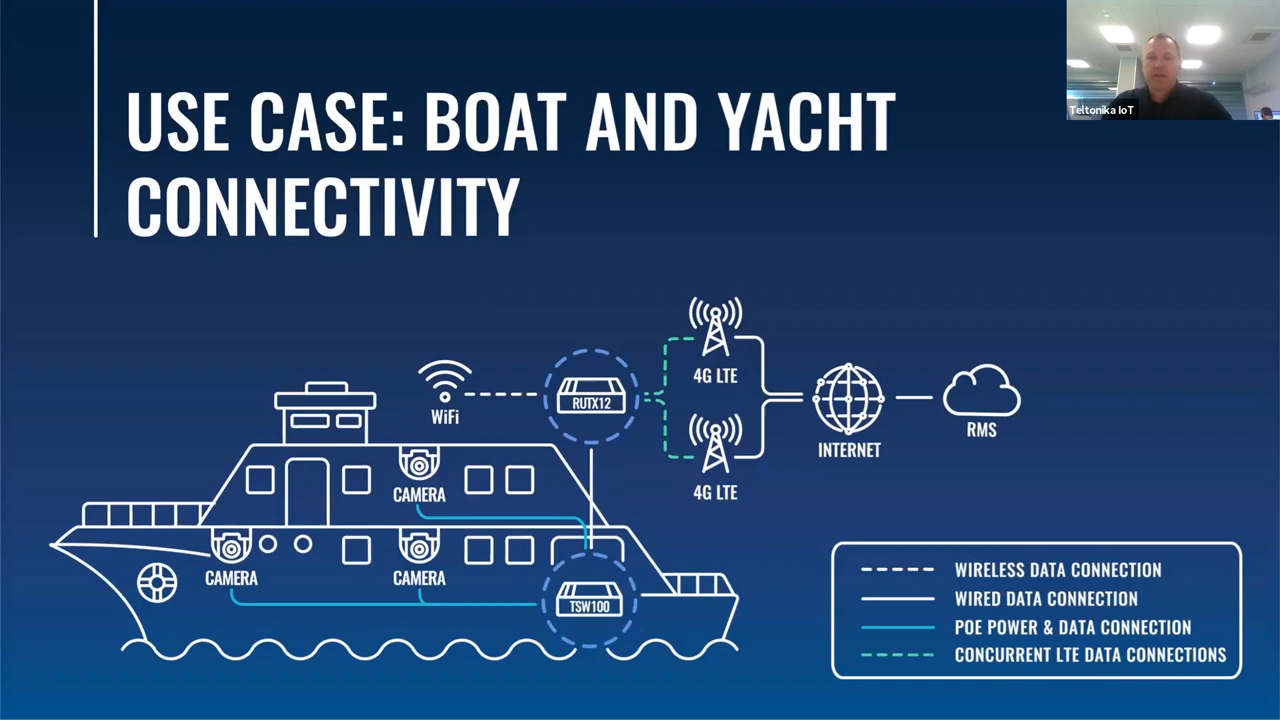 Teltonika IoT
USE CASE: BOAT AND YACHT
CONNECTIVITY
4G LTE
WiFi
RUTX12
INTERNET
RMS
4G LTE
CAMERA
CAMERA
CAMERA
TSW100
WIRELESS DATA CONNECTION
WIRED DATA CONNECTION
POE POWER & DATA CONNECTION
CONCURRENT LTE DATA CONNECTIONS